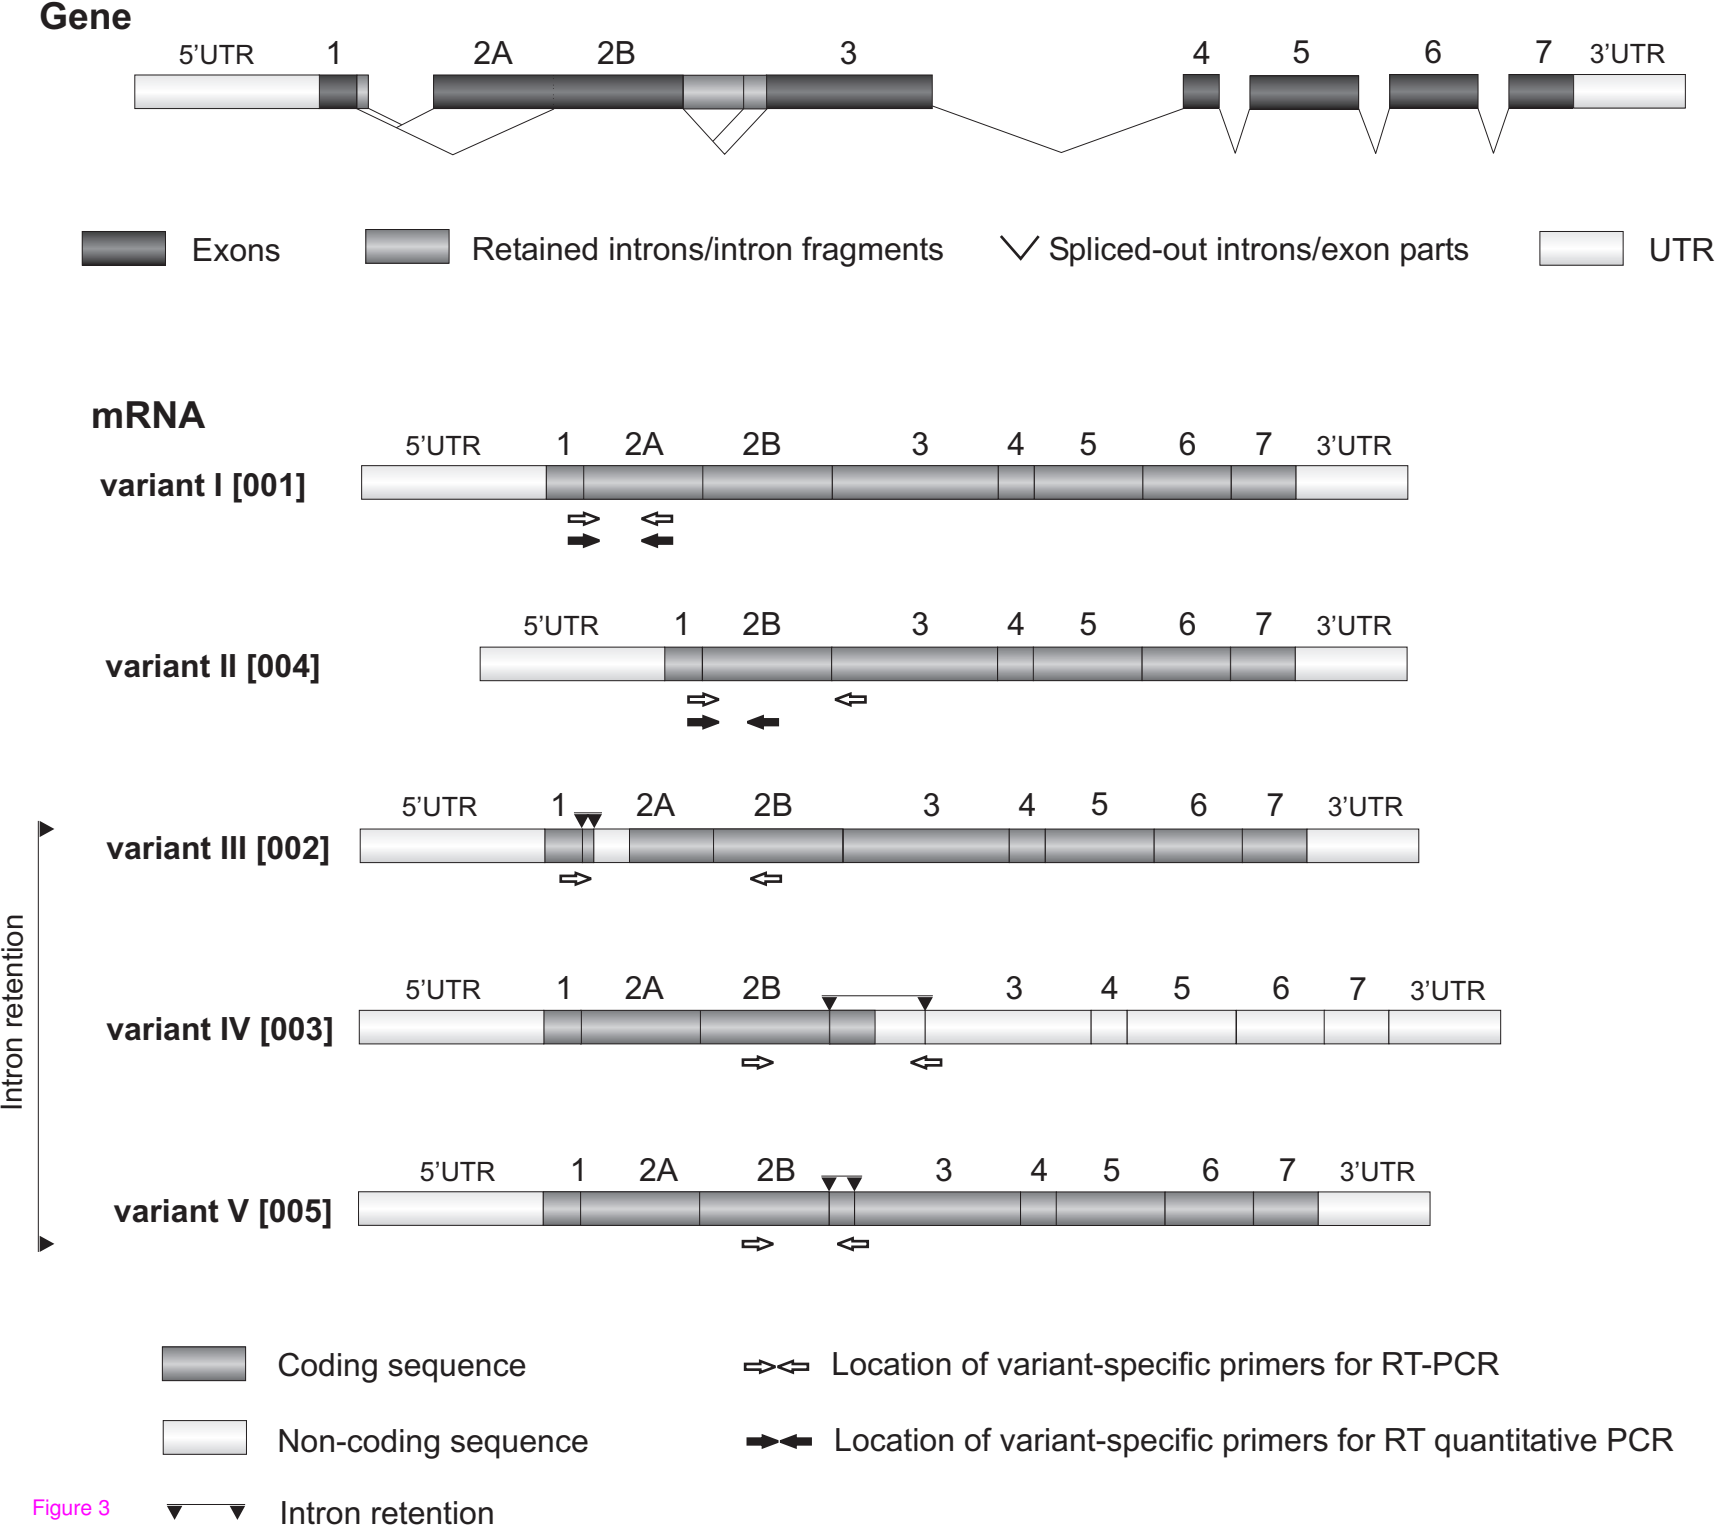 Gene
5’UTR 1 2A 2B 3 4 5 6 7 3’UTR
Exons Retained introns/intron fragments Spliced-out introns/exon parts UTR
mRNA
5’UTR 1 2A 2B 3 4 5 6 7 3’UTR
variant I [001]
5’UTR 1 2B 3 4 5 6 7 3’UTR
variant II [004]
5’UTR 1 2A 2B 3 4 5 6 7 3’UTR
variant III [002]
Intron retention
5’UTR 1 2A 2B 3 4 5 6 7 3’UTR
variant IV [003]
5’UTR 1 2A 2B 3 4 5 6 7 3’UTR
variant V [005]
Coding sequence Location of variant-specific primers for RT-PCR
Non-coding sequence Location of variant-specific primers for RT quantitative PCR
Figure 3 Intron retention